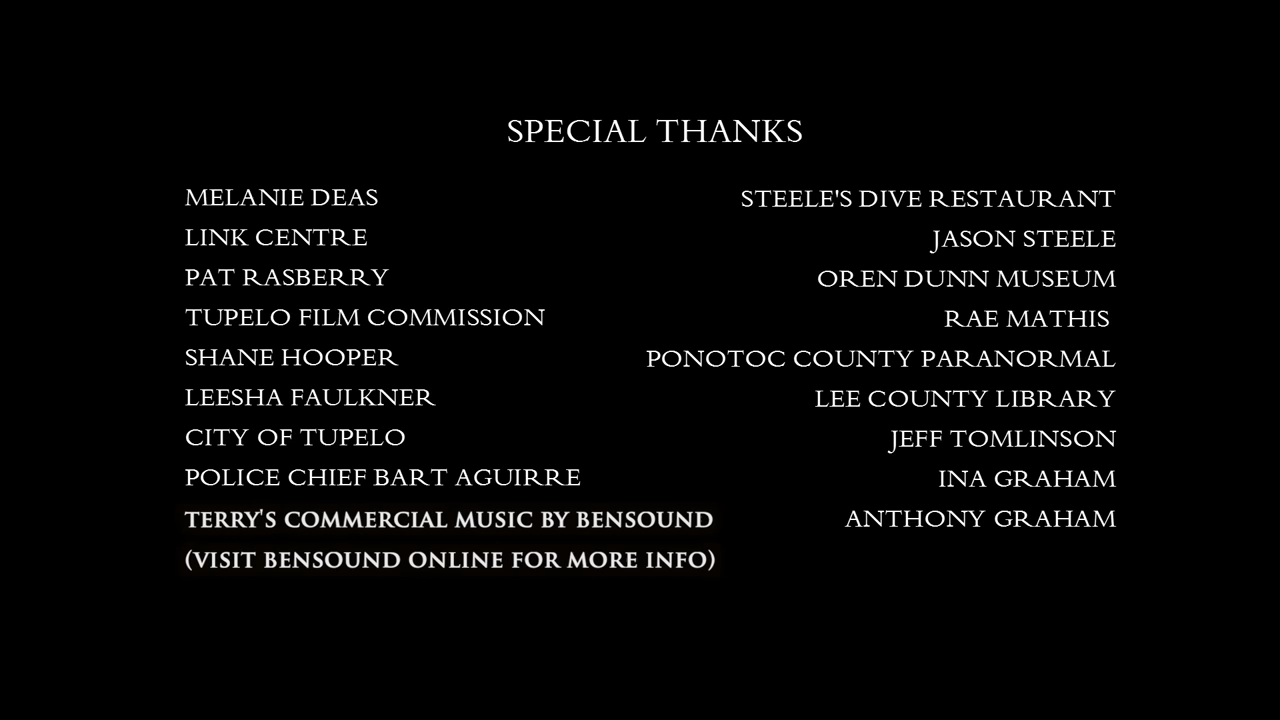 SPECIAL THANKS
MELANIE DEAS
LINK CENTRE
PAT RASBERRY
TUPELO FILM COMMISSION
SHANE HOOPER
LEESHA FAULKNER
CITY OF TUPELO
POLICE CHIEF BART AGUIRRE
TERRY'S COMMERCIAL MUSIC BY BENSOUND
(VISIT BENSOUND ONLINE FOR MORE INFO)
STEELE'S DIVE RESTAURANT
JASON STEELE
OREN DUNN MUSEUM
RAE MATHIS
PONOTOC COUNTY PARANORMAL
LEE COUNTY LIBRARY
JEFF TOMLINSON
INA GRAHAM
ANTHONY GRAHAM